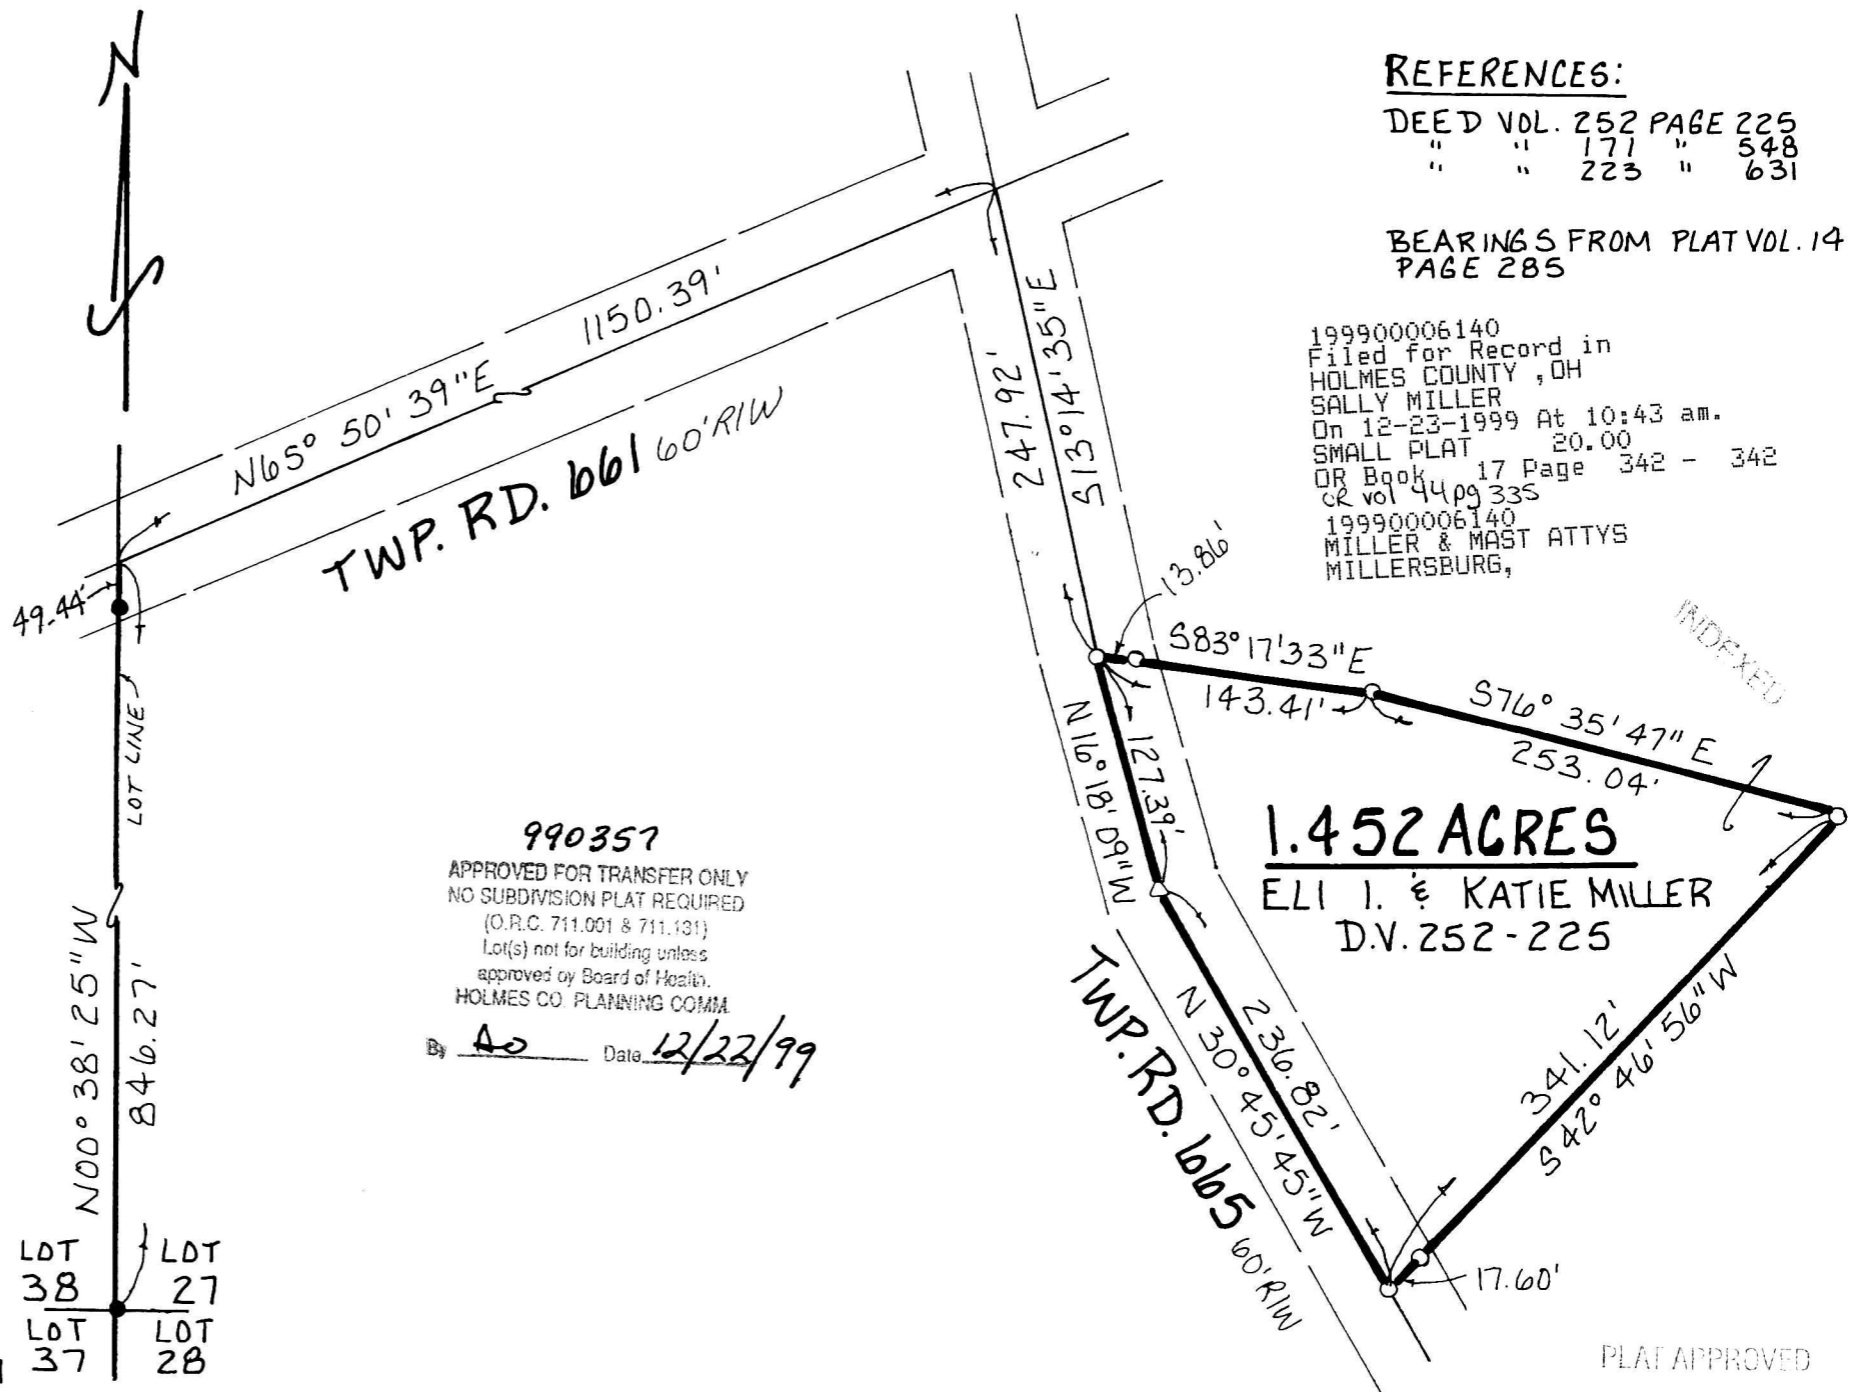 N
REFERENCES:
DEED VOL. 252 PAGE 225
" " 171 " 548
" " 223 " 631
BEARINGS FROM PLAT VOL. 14
PAGE 285
199900006140
Filed for Record in
HOLMES COUNTY ,OH
SALLY MILLER
On 12-23-1999 At 10:43 am.
SMALL PLAT 20.00
OR Book 17 Page 342 - 342
OR vol 44 pg 335
199900006140
MILLER & MAST ATTYS
MILLERSBURG,
INDEXED
N65° 50' 39"E
1150.39'
TWP. RD. 661 60' R/W
49.44'
LOT LINE
N00° 38' 25" W
846.27'
LOT
38
LOT
27
LOT
37
LOT
28
247.92'
S13° 14' 35" E
13.86'
S83° 17' 33" E
143.41'
S76° 35' 47" E
253.04'
N16° 18' 09" W
127.39'
1.452 ACRES
ELI I. & KATIE MILLER
D.V. 252-225
TWP. RD. 665 60' R/W
N 30° 45' 45" W
236.82'
341.12'
S42° 46' 56" W
17.60'
990357
APPROVED FOR TRANSFER ONLY
NO SUBDIVISION PLAT REQUIRED
(O.R.C. 711.001 & 711.131)
Lot(s) not for building unless
approved by Board of Health.
HOLMES CO. PLANNING COMM.
By Date 12/22/99
PLAT APPROVED